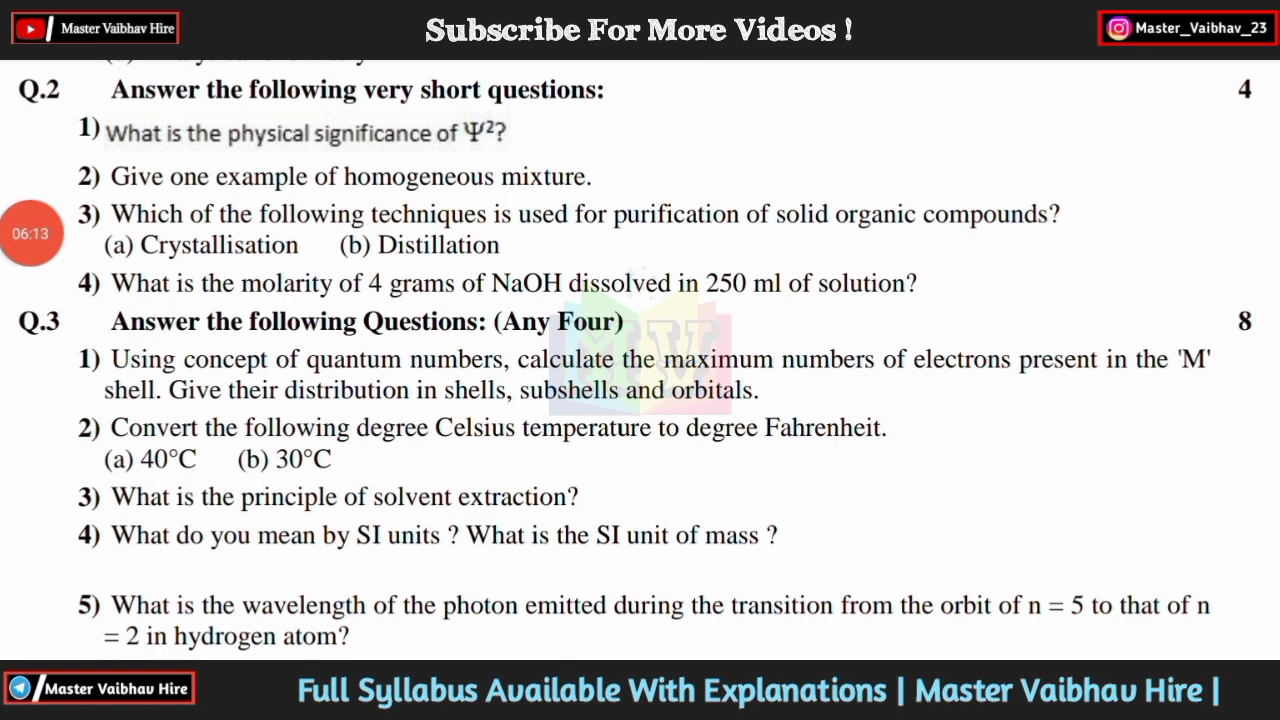 Master Vaibhav Hire
Subscribe For More Videos !
Master_Vaibhav_23
Q.2 Answer the following very short questions: 4
1) What is the physical significance of Ψ²?
2) Give one example of homogeneous mixture.
06:13
3) Which of the following techniques is used for purification of solid organic compounds?
(a) Crystallisation (b) Distillation
4) What is the molarity of 4 grams of NaOH dissolved in 250 ml of solution?
Q.3 Answer the following Questions: (Any Four) 8
MV
1) Using concept of quantum numbers, calculate the maximum numbers of electrons present in the 'M'
shell. Give their distribution in shells, subshells and orbitals.
2) Convert the following degree Celsius temperature to degree Fahrenheit.
(a) 40°C (b) 30°C
3) What is the principle of solvent extraction?
4) What do you mean by SI units ? What is the SI unit of mass ?
5) What is the wavelength of the photon emitted during the transition from the orbit of n = 5 to that of n
= 2 in hydrogen atom?
Master Vaibhav Hire
Full Syllabus Available With Explanations | Master Vaibhav Hire |